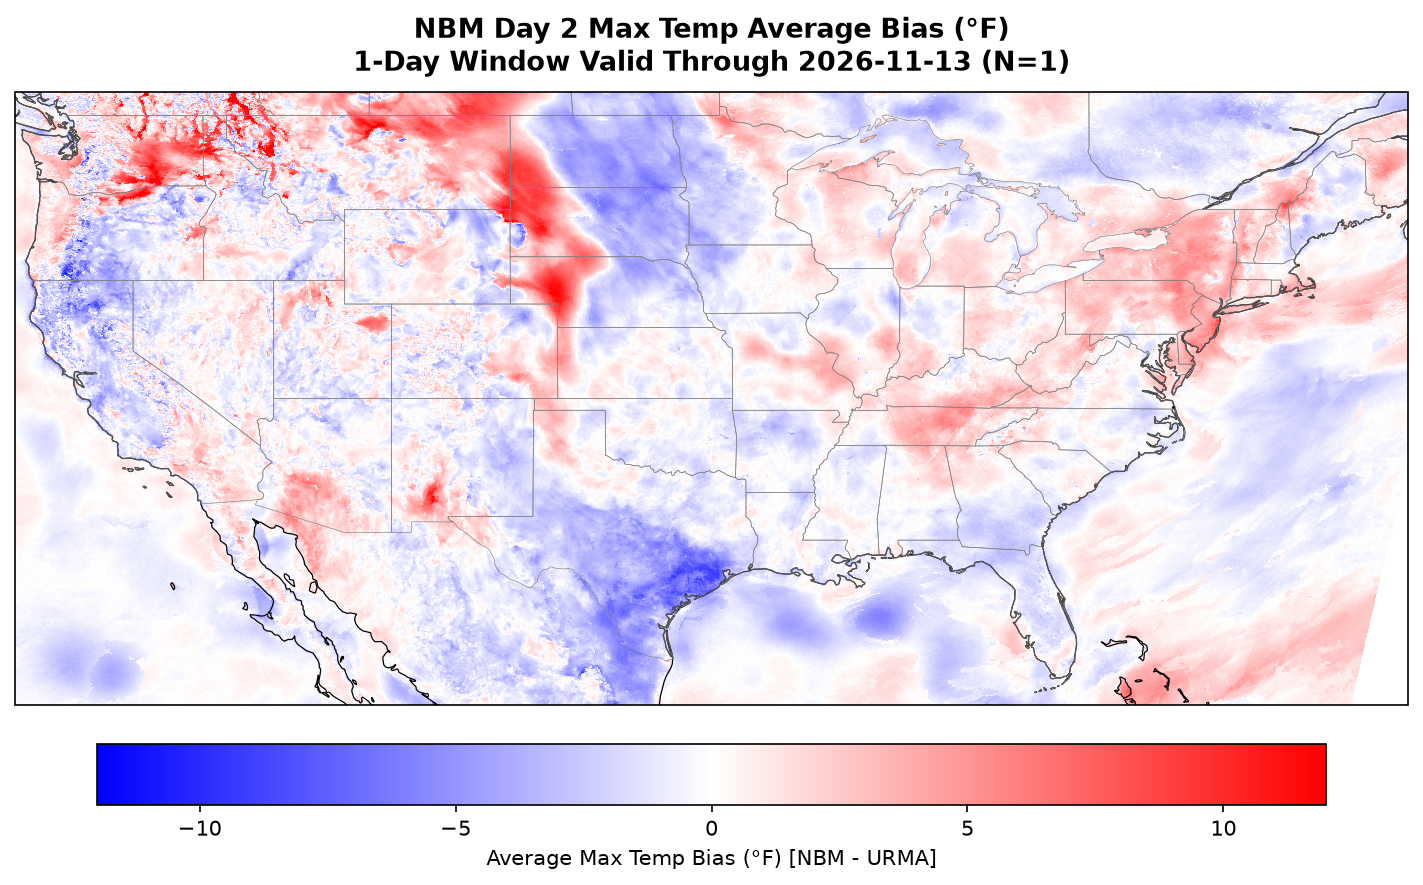 NBM Day 2 Max Temp Average Bias (°F)
1-Day Window Valid Through 2026-11-13 (N=1)
−10 −5 0 5 10
Average Max Temp Bias (°F) [NBM - URMA]